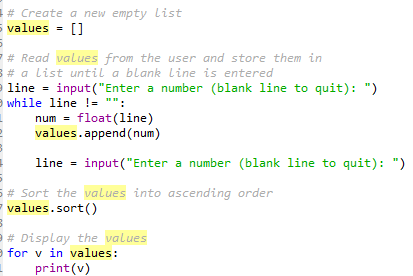 # Create a new empty list
values = []
# Read values from the user and store them in
# a list until a blank line is entered
line = input("Enter a number (blank line to quit): ")
while line != "":
    num = float(line)
    values.append(num)
    line = input("Enter a number (blank line to quit): ")
# Sort the values into ascending order
values.sort()
# Display the values
for v in values:
    print(v)